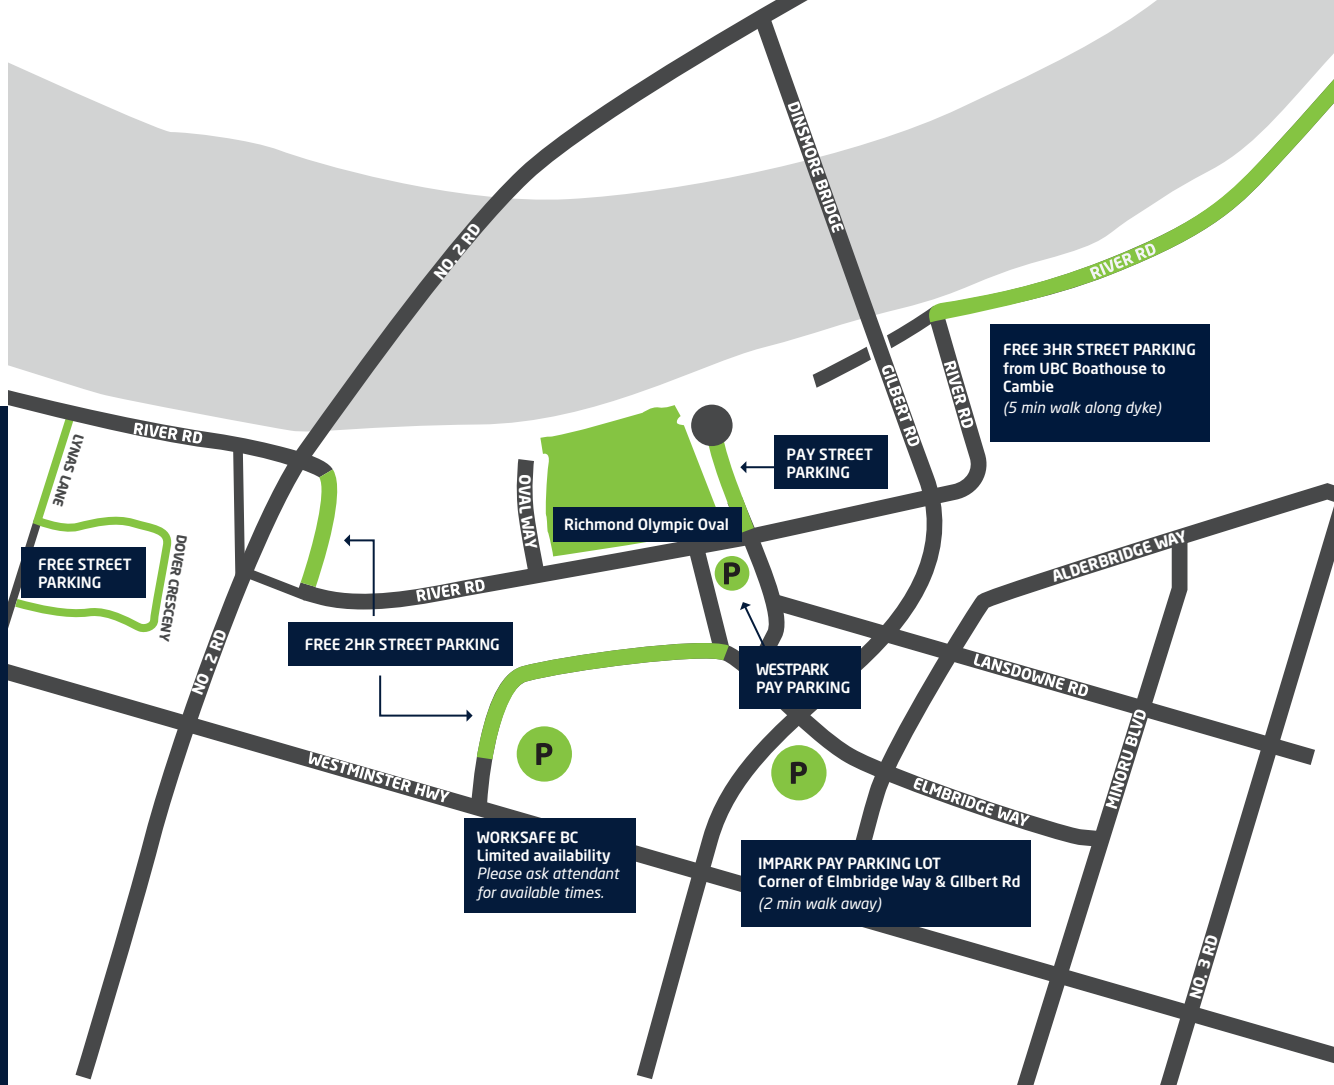 DINSMORE BRIDGE
NO. 2 RD
RIVER RD
FREE 3HR STREET PARKING
from UBC Boathouse to
Cambie
(5 min walk along dyke)
RIVER RD
GILBERT RD
RIVER RD
LYNAS LANE
PAY STREET
PARKING
OVAL WAY
Richmond Olympic Oval
ALDERBRIDGE WAY
FREE STREET
PARKING
DOVER CRESCENY
P
RIVER RD
FREE 2HR STREET PARKING
NO. 2 RD
WESTPARK
PAY PARKING
LANSDOWNE RD
MINORU BLVD
P
P
WESTMINSTER HWY
ELMBRIDGE WAY
WORKSAFE BC
Limited availability
Please ask attendant
for available times.
IMPARK PAY PARKING LOT
Corner of Elmbridge Way & GIlbert Rd
(2 min walk away)
NO. 3 RD